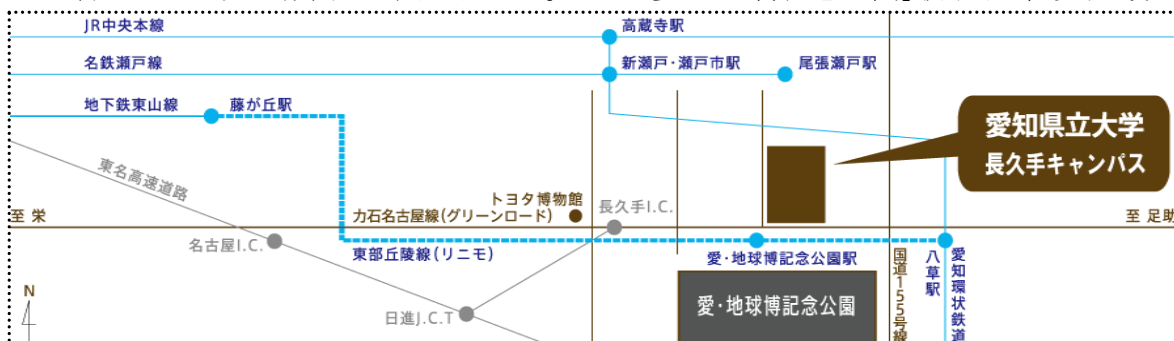 JR中央本線
高蔵寺駅
名鉄瀬戸線
新瀬戸・瀬戸市駅
尾張瀬戸駅
地下鉄東山線
藤が丘駅
愛知県立大学
長久手キャンパス
東名高速道路
トヨタ博物館
長久手I.C.
至 栄
力石名古屋線(グリーンロード)
至 足助
名古屋I.C.
東部丘陵線(リニモ)
愛・地球博記念公園駅
国道155号線
八草駅
愛知環状鉄道
愛・地球博記念公園
日進J.C.T
N